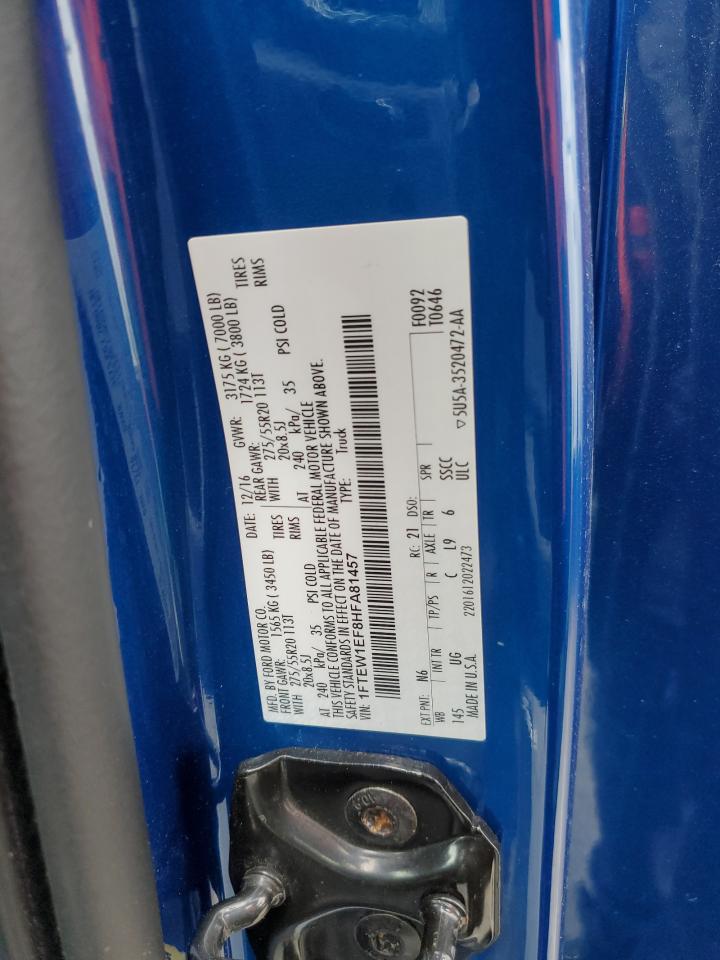 MFD. BY FORD MOTOR CO.
DATE: 12/16 GVWR: 3175 KG ( 7000 LB)
FRONT GAWR: 1565 KG ( 3450 LB) REAR GAWR: 1724 KG ( 3800 LB)
WITH 275/55R20 113T TIRES WITH 275/55R20 113T TIRES
20x8.5J RIMS 20x8.5J RIMS
AT 240 kPa/ 35 PSI COLD AT 240 kPa/ 35 PSI COLD
THIS VEHICLE CONFORMS TO ALL APPLICABLE FEDERAL MOTOR VEHICLE
SAFETY STANDARDS IN EFFECT ON THE DATE OF MANUFACTURE SHOWN ABOVE.
VIN: 1FTEW1EF8HFA81457 TYPE: Truck
F0092
T0646
EXT PNT: N6 RC: 21 DSO:
WB INT TR TP/PS R AXLE TR SPR
145 UG C L9 6 SSCC
ULC
MADE IN U.S.A. 2201612022473
▽5U5A-3520472-AA